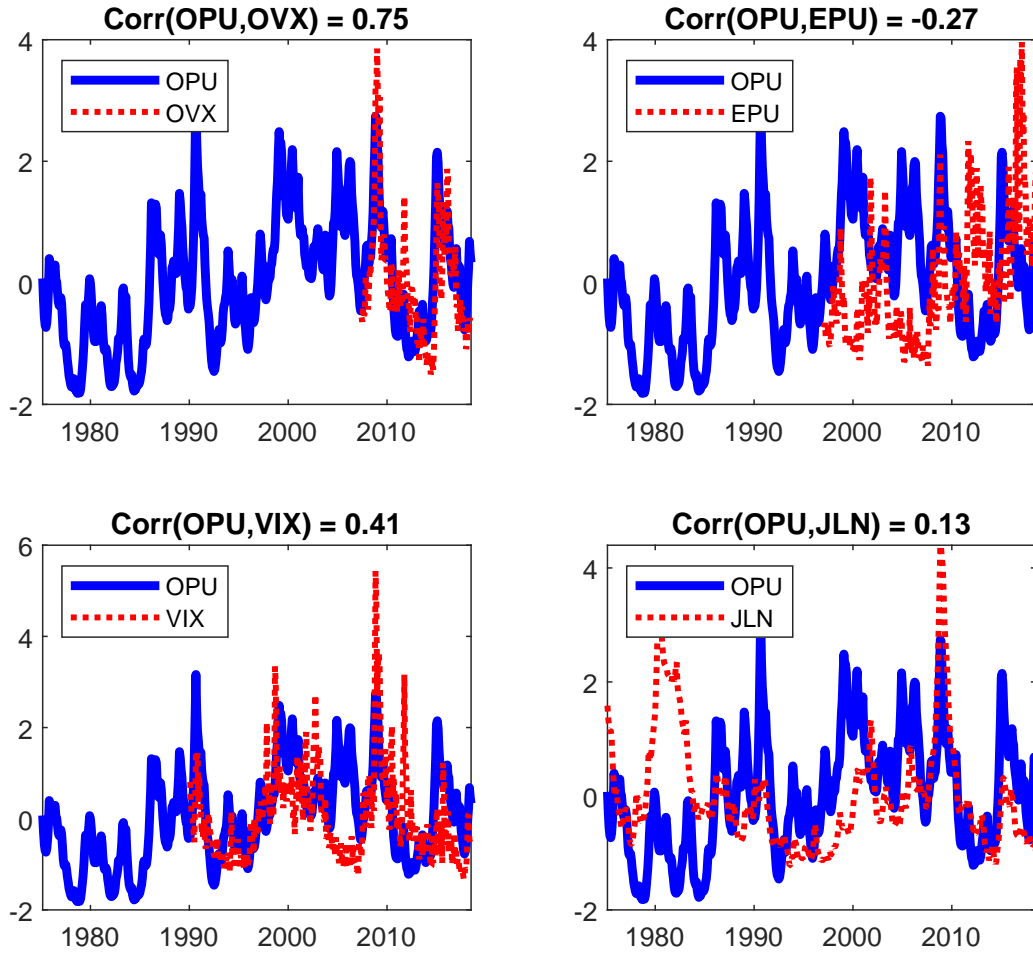 Corr(OPU,OVX) = 0.75
4
2
0
-2
OPU
OVX
1980 1990 2000 2010
Corr(OPU,EPU) = -0.27
4
2
0
-2
OPU
EPU
1980 1990 2000 2010
Corr(OPU,VIX) = 0.41
6
4
2
0
-2
OPU
VIX
1980 1990 2000 2010
Corr(OPU,JLN) = 0.13
4
2
0
-2
OPU
JLN
1980 1990 2000 2010